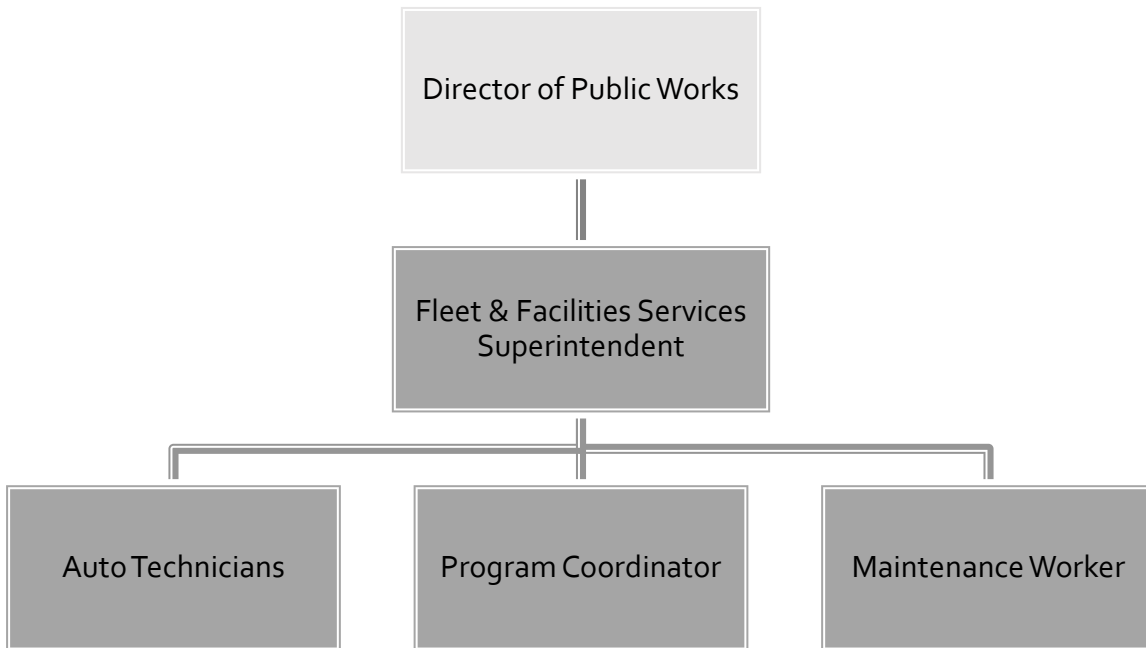 Director of Public Works
Fleet & Facilities Services
Superintendent
Auto Technicians
Program Coordinator
Maintenance Worker